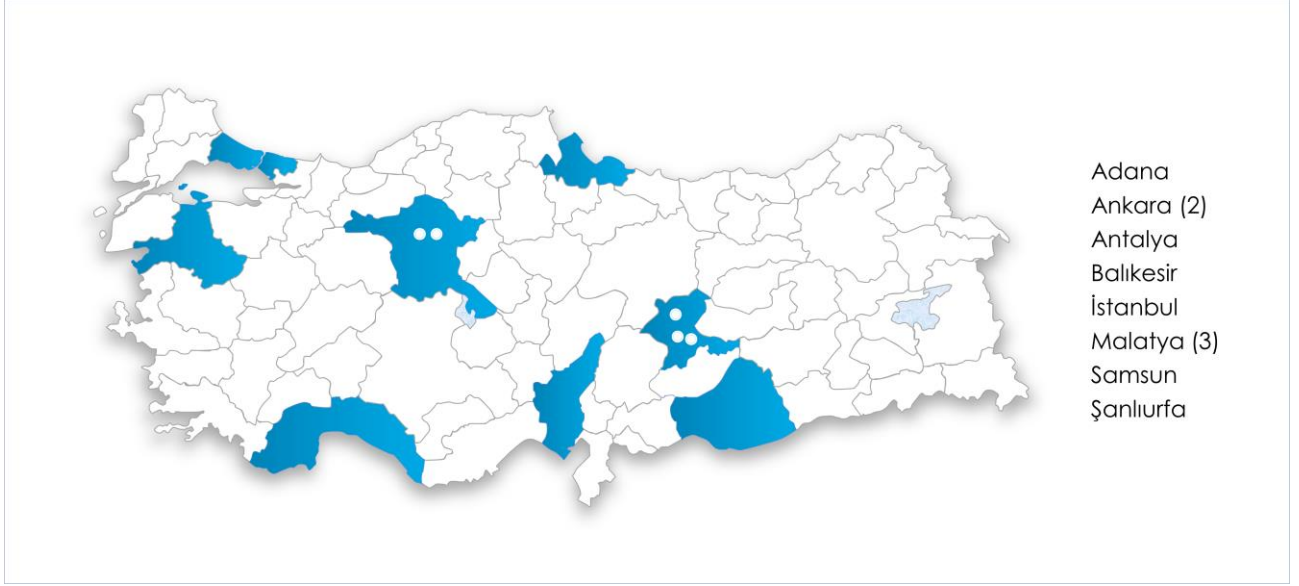 Adana
Ankara (2)
Antalya
Balıkesir
İstanbul
Malatya (3)
Samsun
Şanlıurfa